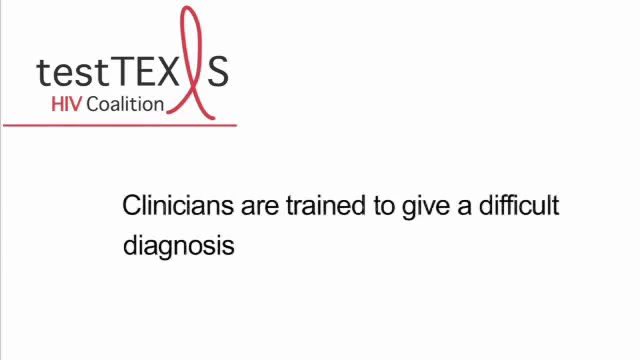 testTEXAS
HIV Coalition
Clinicians are trained to give a difficult
diagnosis